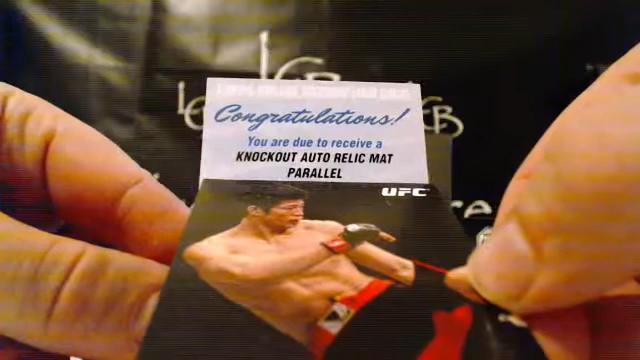 Congratulations!
You are due to receive a
KNOCKOUT AUTO RELIC MAT
PARALLEL
UFC